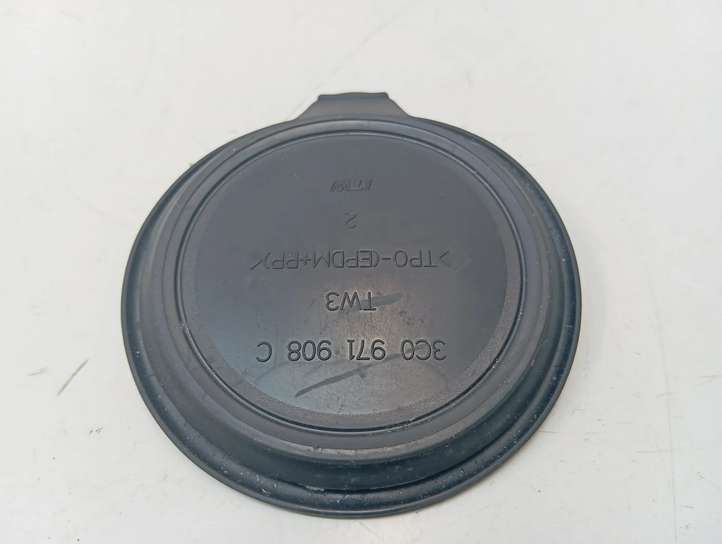 3C0 971 908 C
TW3
>TPO-(EPDM+PP)<
2